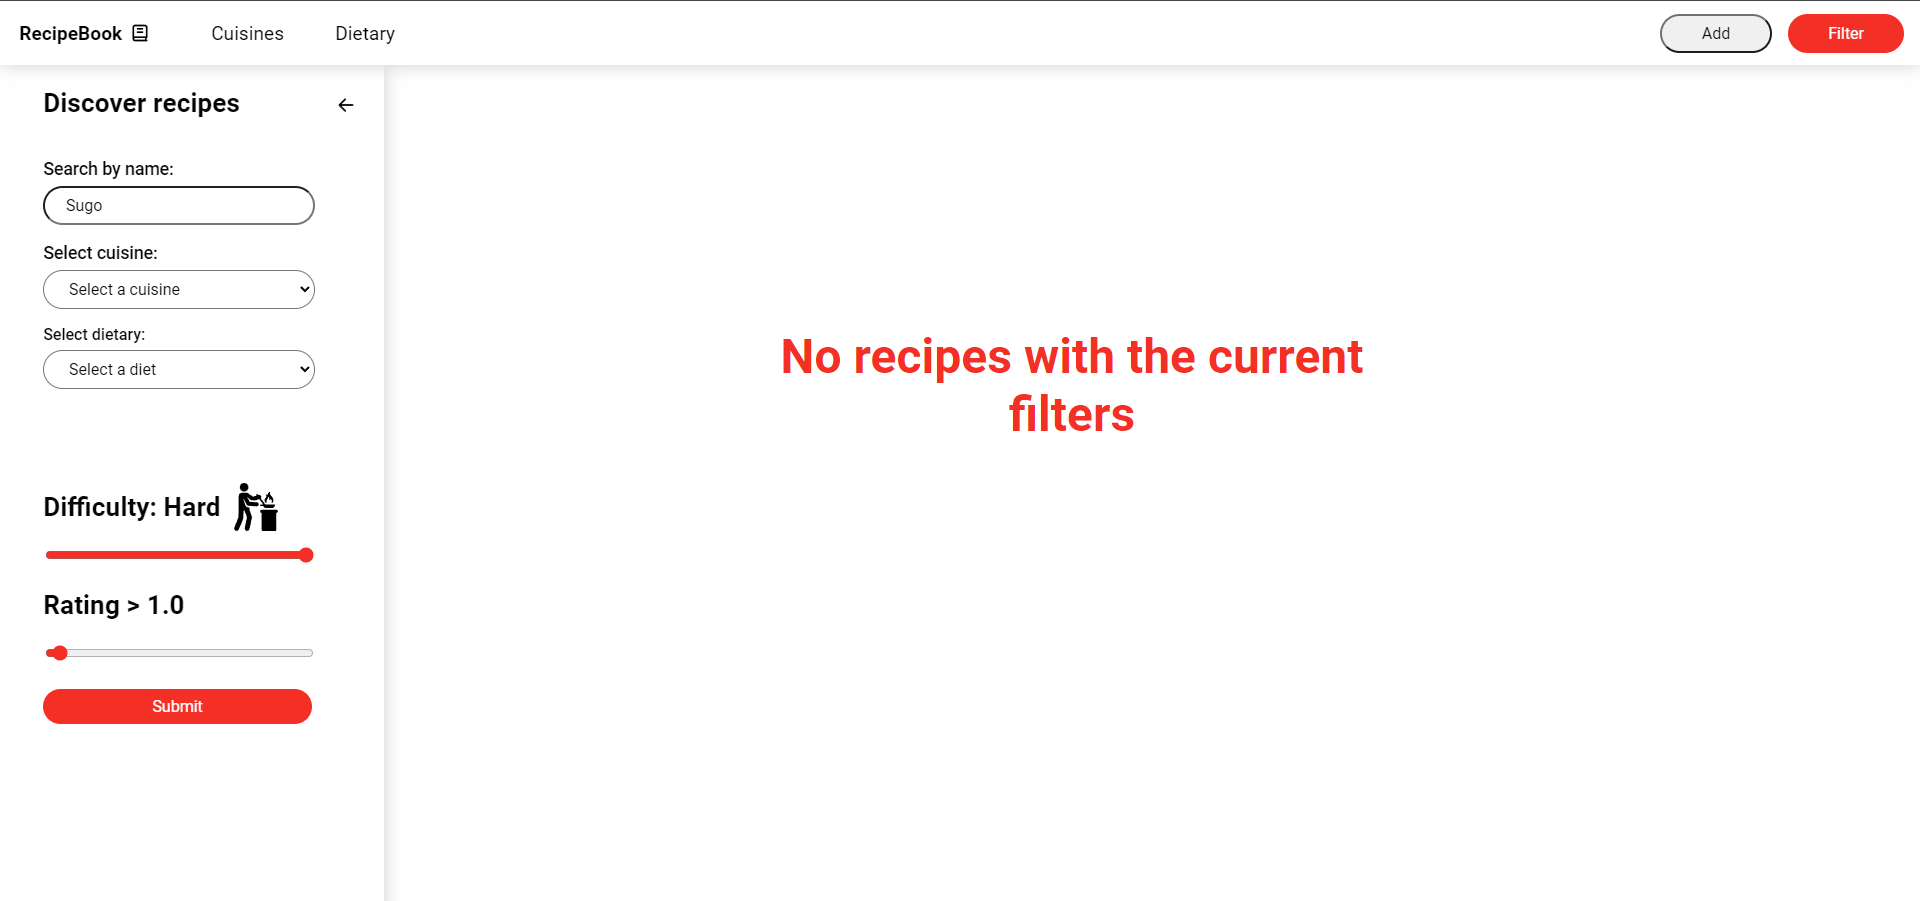 RecipeBook
Cuisines
Dietary
Add
Filter
Discover recipes
Search by name:
Sugo
Select cuisine:
Select a cuisine
Select dietary:
Select a diet
Difficulty: Hard
Rating > 1.0
Submit
No recipes with the current
filters